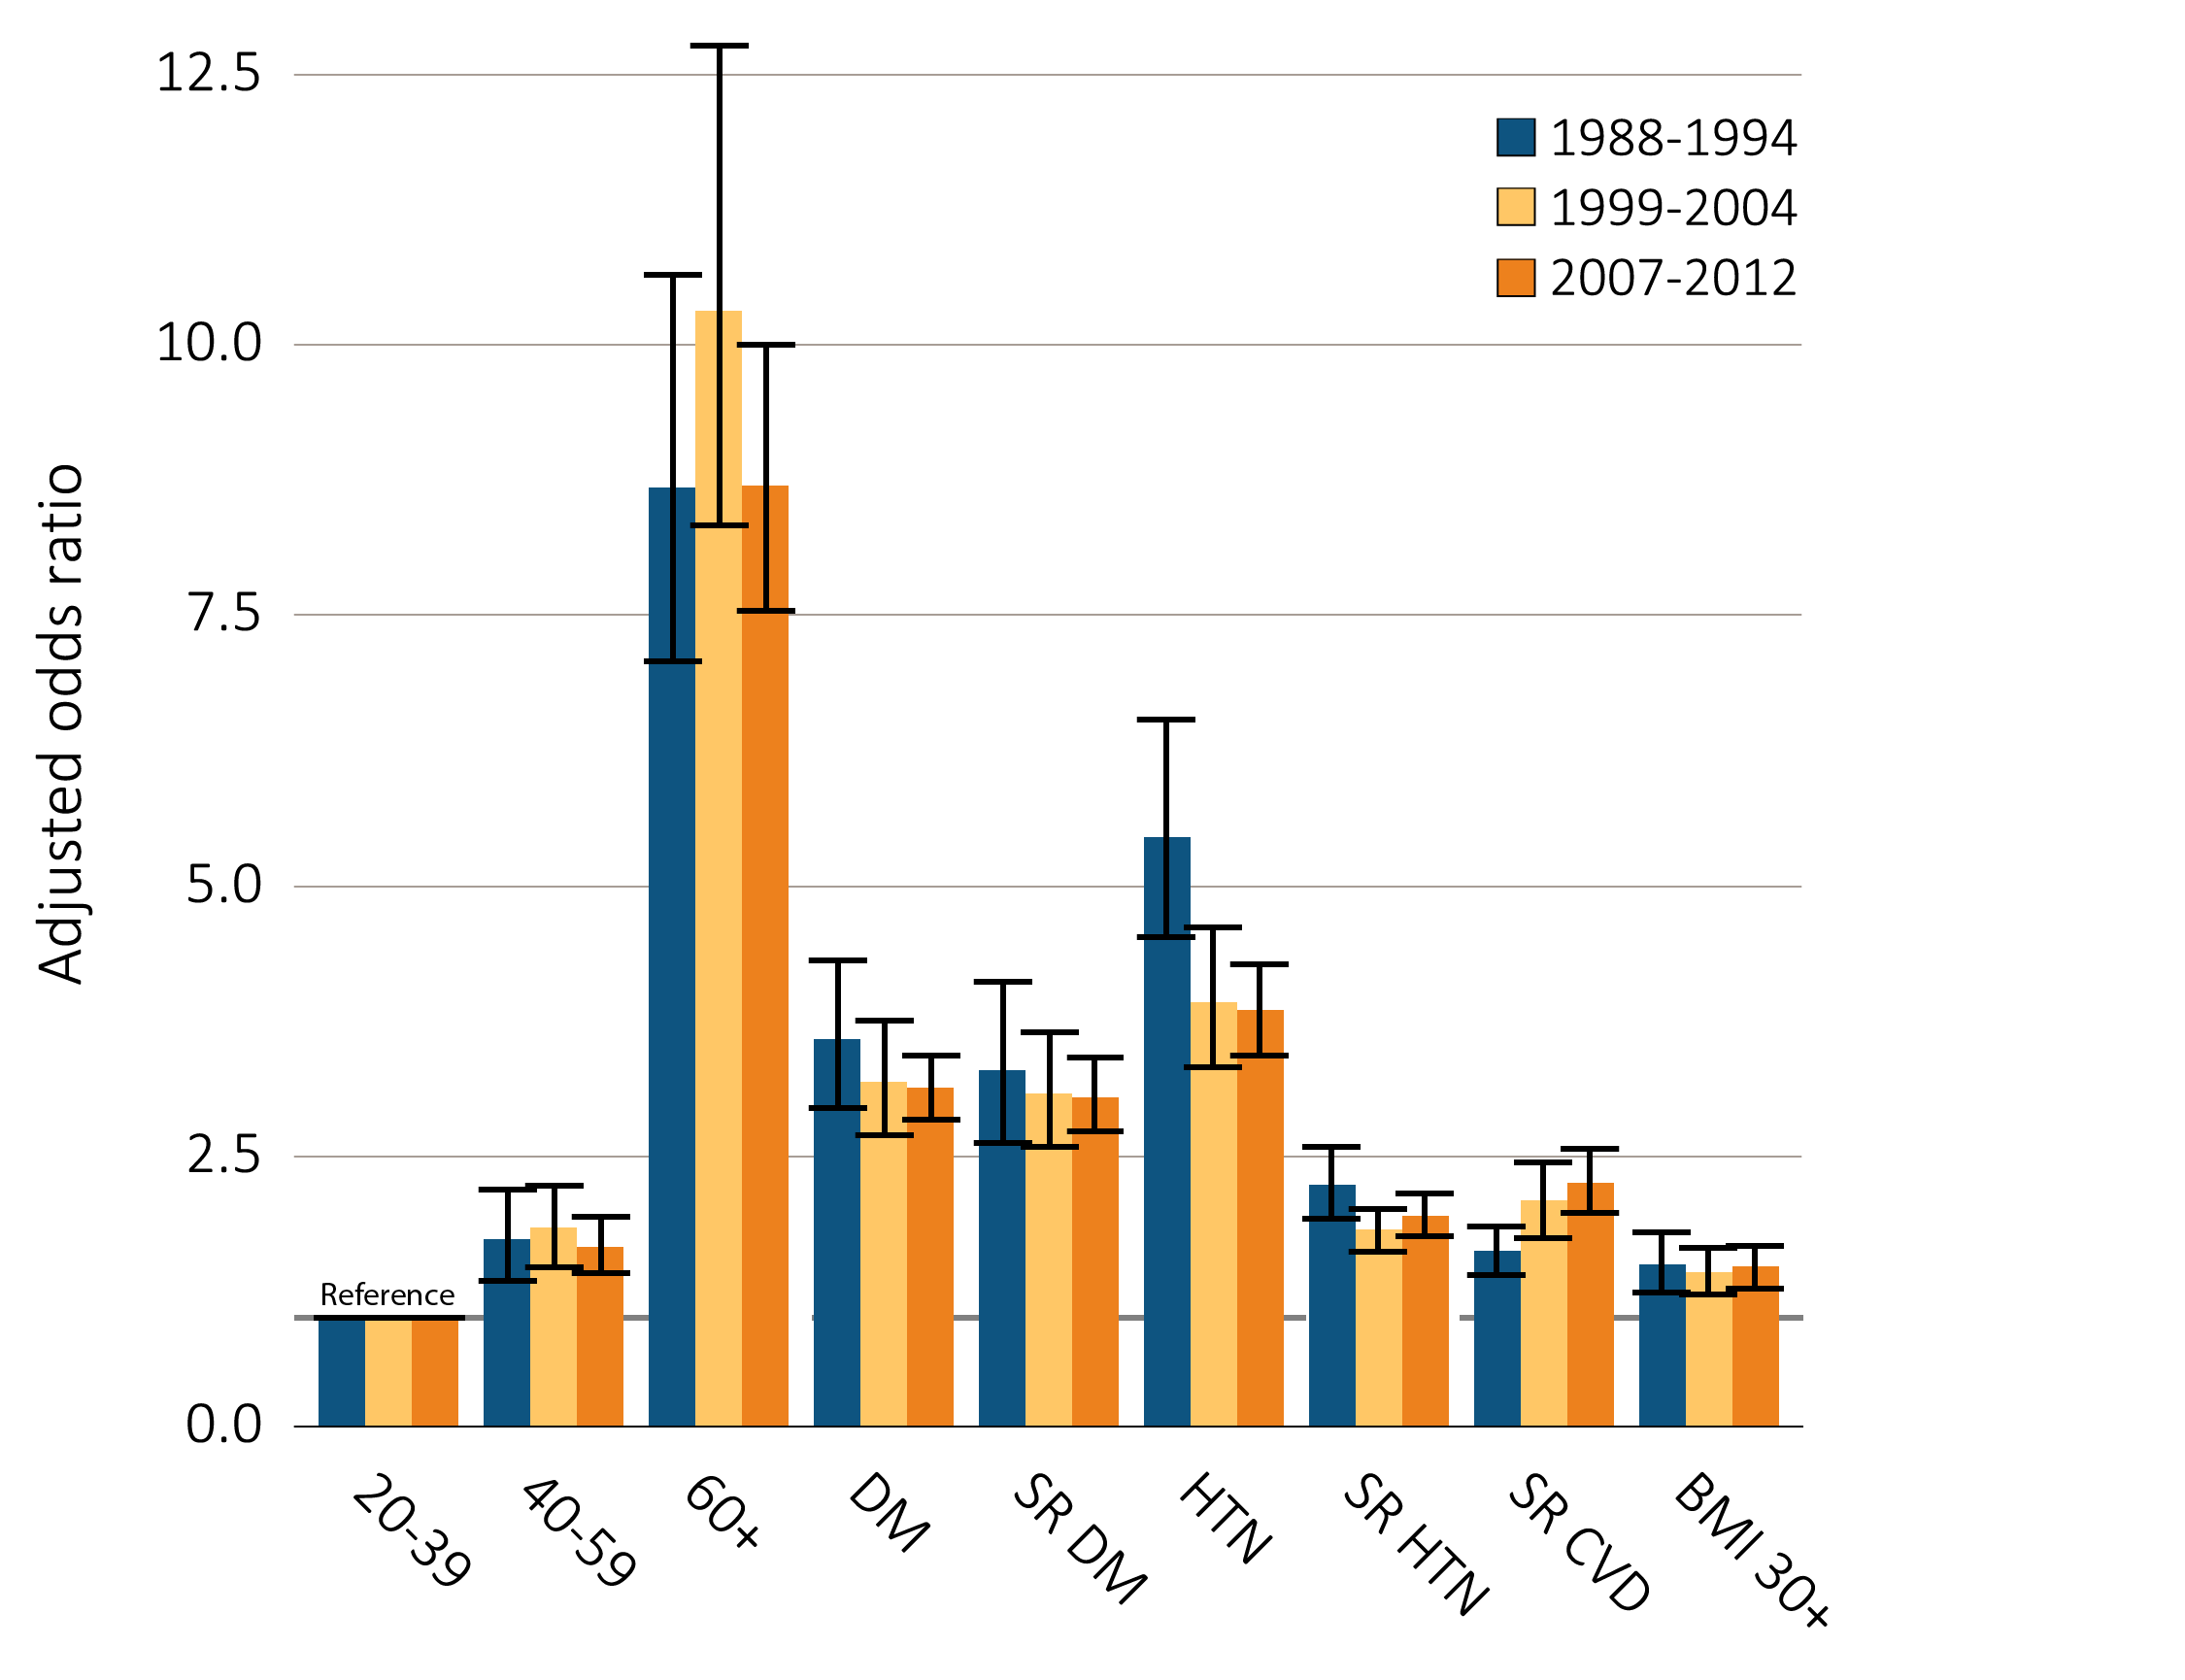 Adjusted odds ratio
12.5
10.0
7.5
5.0
2.5
0.0
1988-1994
1999-2004
2007-2012
Reference
20-39
40-59
60+
DM
SR DM
HTN
SR HTN
SR CVD
BMI 30+